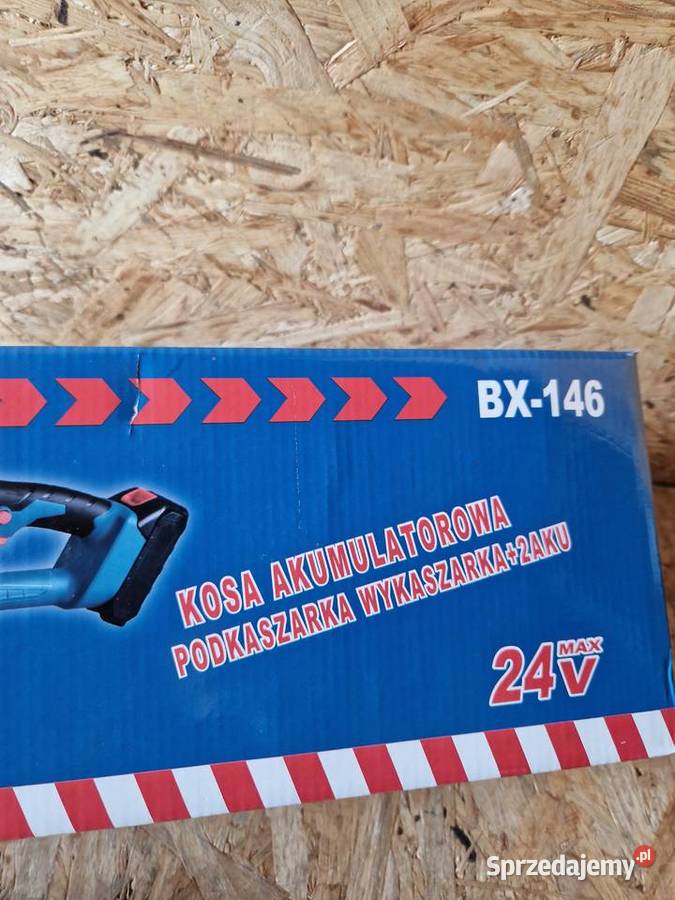 BX-146
KOSA AKUMULATOROWA
PODKASZARKA WYKASZARKA+2AKU
24V MAX
Sprzedajemy.pl